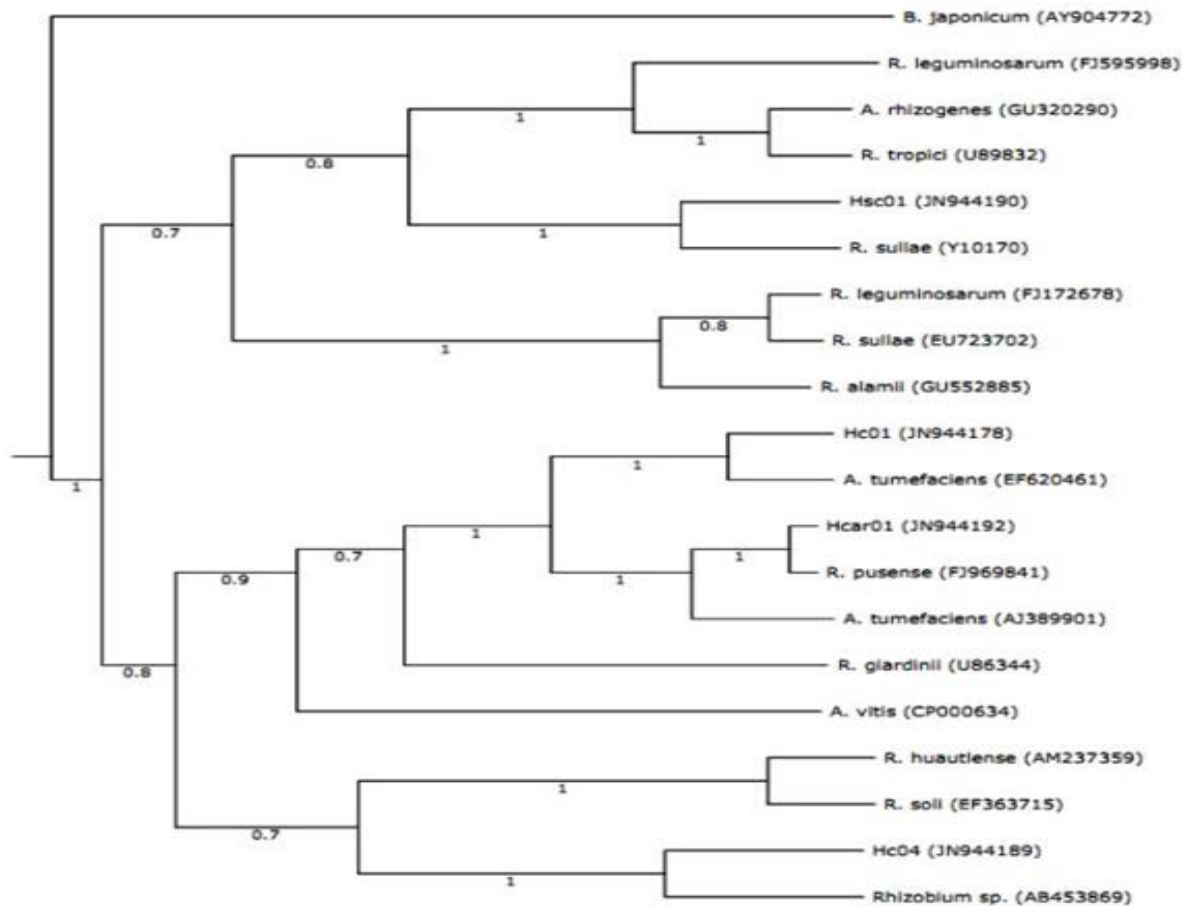 B. japonicum (AY904772)
R. leguminosarum (FJ595998)
1
A. rhizogenes (GU320290)
1
R. tropici (U89832)
0.8
Hsc01 (JN944190)
0.7
1
R. sullae (Y10170)
R. leguminosarum (FJ172678)
0.8
R. sullae (EU723702)
1
R. alamii (GU552885)
Hc01 (JN944178)
1
A. tumefaciens (EF620461)
1
Hcar01 (JN944192)
1
0.7
1
R. pusense (FJ969841)
0.9
1
A. tumefaciens (AJ389901)
R. giardinii (U86344)
0.8
A. vitis (CP000634)
R. huautlense (AM237359)
1
R. soli (EF363715)
0.7
Hc04 (JN944189)
1
Rhizobium sp. (AB453869)